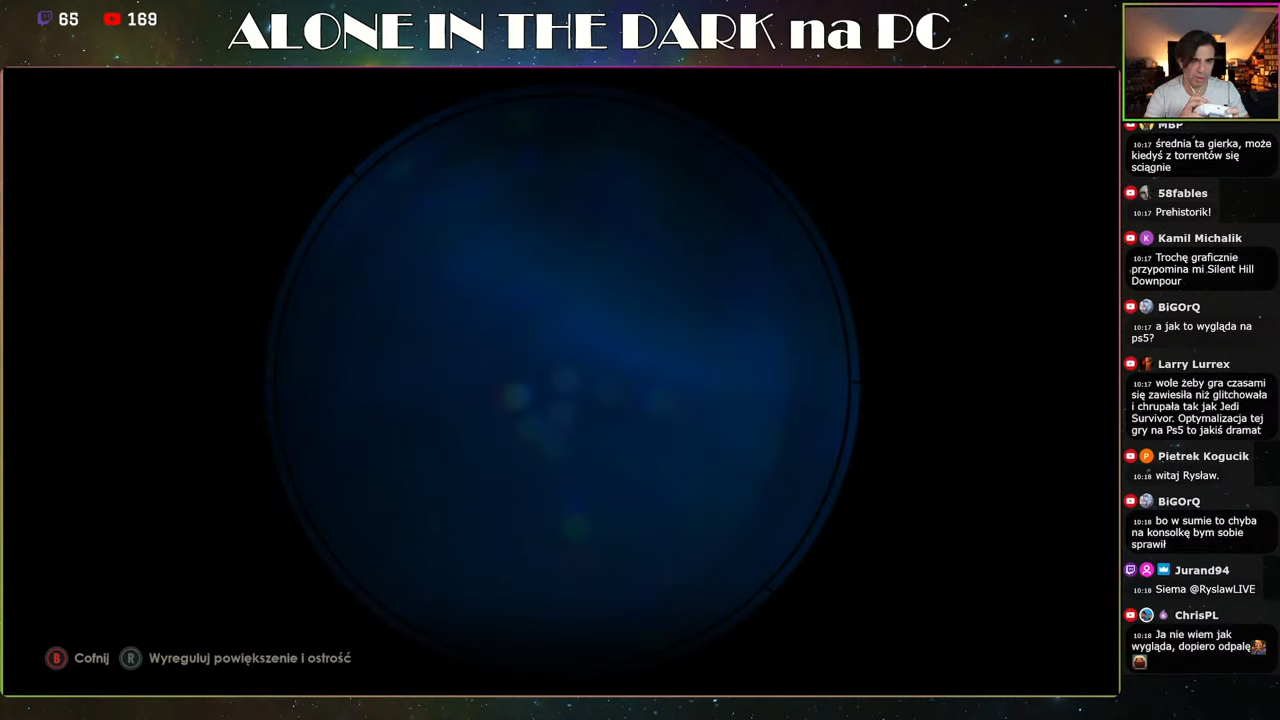 65
169
ALONE IN THE DARK na PC
MBP
10:17 średnia ta gierka, może
kiedyś z torrentów się
ściągnie
58fables
10:17 Prehistorik!
Kamil Michalik
10:17 Trochę graficznie
przypomina mi Silent Hill
Downpour
BiGOrQ
10:17 a jak to wygląda na
ps5?
Larry Lurrex
10:17 wole żeby gra czasami
się zawiesiła niż glitchowała
i chrupała tak jak Jedi
Survivor. Optymalizacja tej
gry na Ps5 to jakiś dramat
P
Pietrek Kogucik
10:18 witaj Rysław.
BiGOrQ
10:18 bo w sumie to chyba
na konsolkę bym sobie
sprawił
Jurand94
10:18 Siema @RyslawLIVE
ChrisPL
10:18 Ja nie wiem jak
wygląda, dopiero odpalę
B Cofnij R Wyreguluj powiększenie i ostrość
K